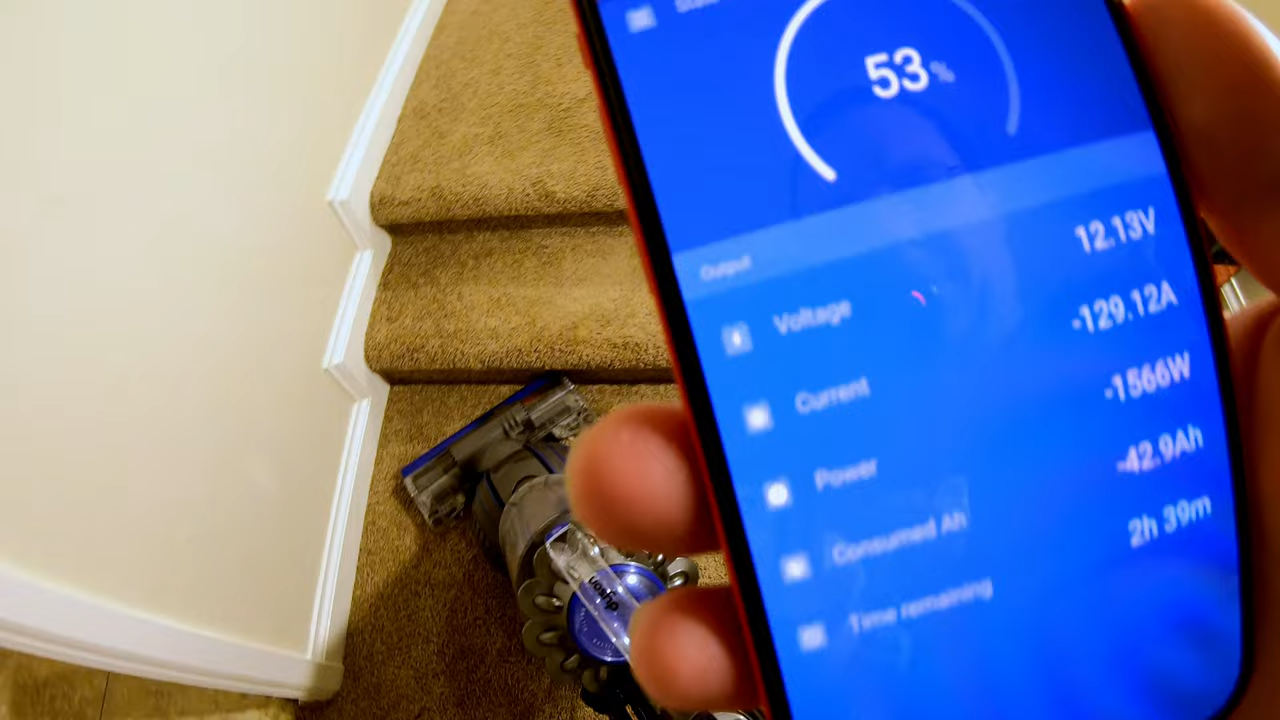 53%
Output
Voltage 12.13V
Current -129.12A
Power -1566W
Consumed Ah -42.9Ah
Time remaining 2h 39m
dyson